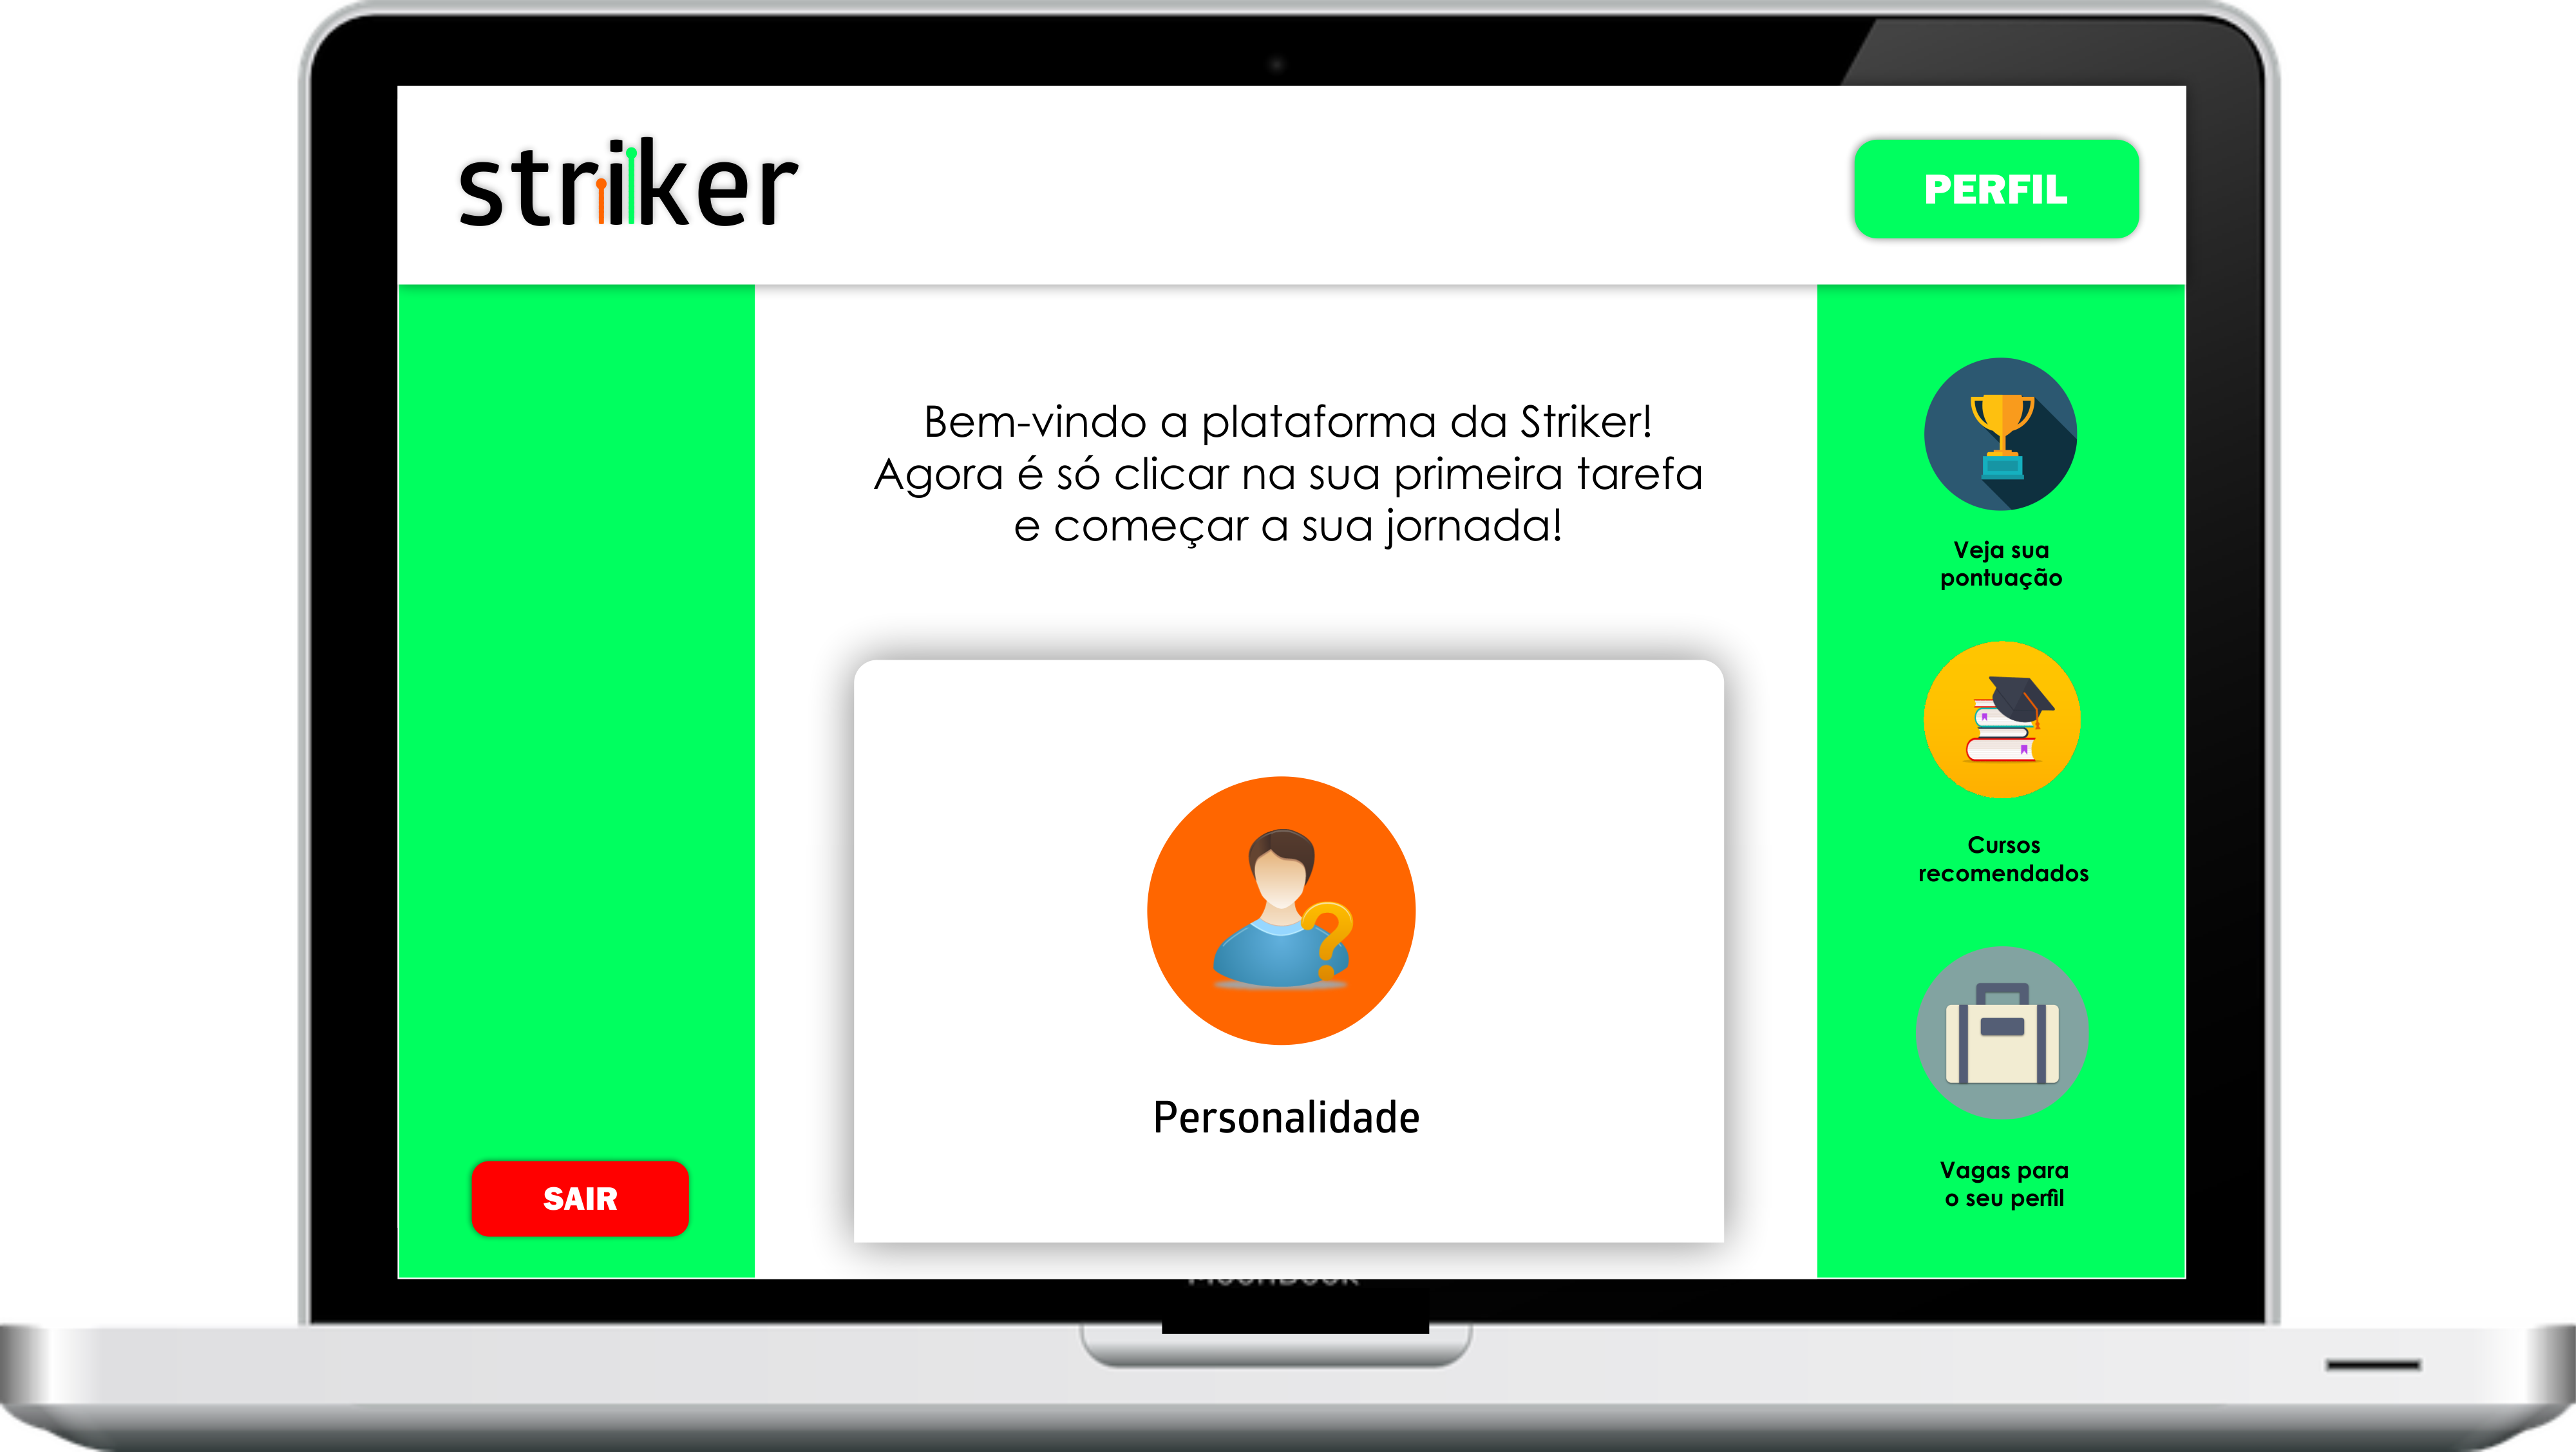 striker
PERFIL
Bem-vindo a plataforma da Striker!
Agora é só clicar na sua primeira tarefa
e começar a sua jornada!
Personalidade
SAIR
Veja sua
pontuação
Cursos
recomendados
Vagas para
o seu perfil